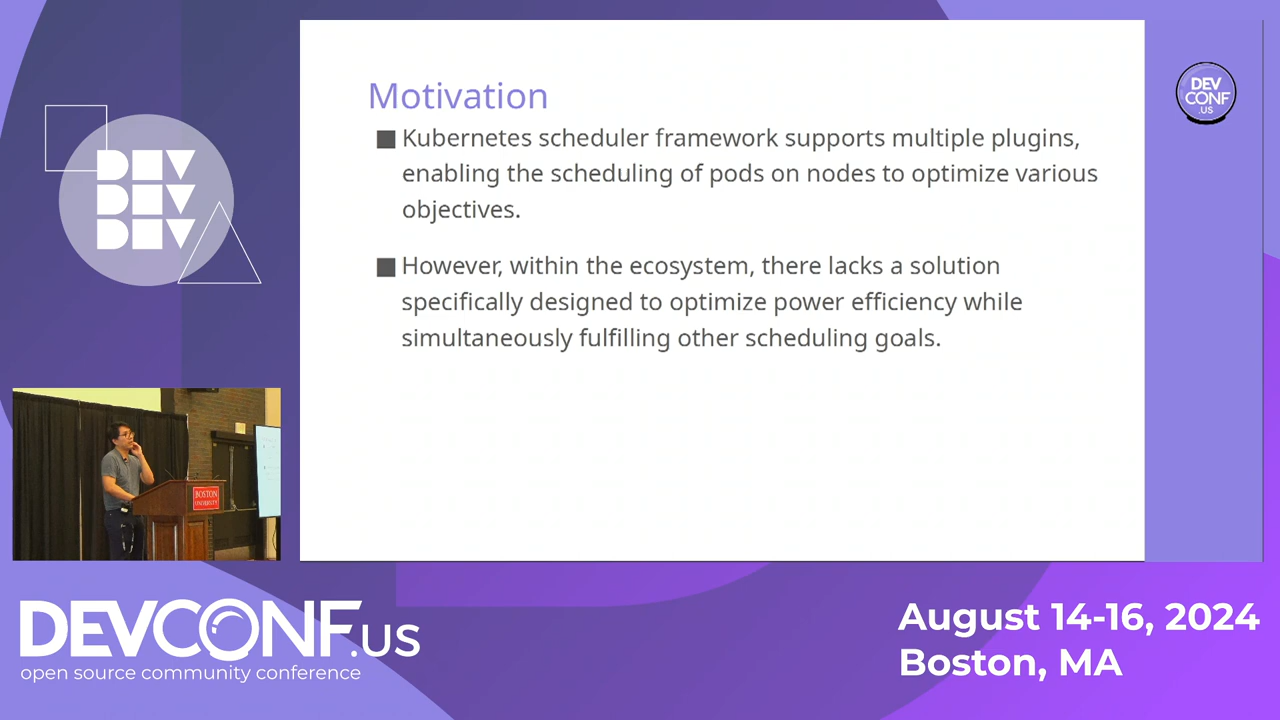 Motivation
■ Kubernetes scheduler framework supports multiple plugins,
enabling the scheduling of pods on nodes to optimize various
objectives.
■ However, within the ecosystem, there lacks a solution
specifically designed to optimize power efficiency while
simultaneously fulfilling other scheduling goals.
DEV
CONF
.US
DEV
DEV
DEV
BOSTON
UNIVERSITY
DEVCONF.US
open source community conference
August 14-16, 2024
Boston, MA